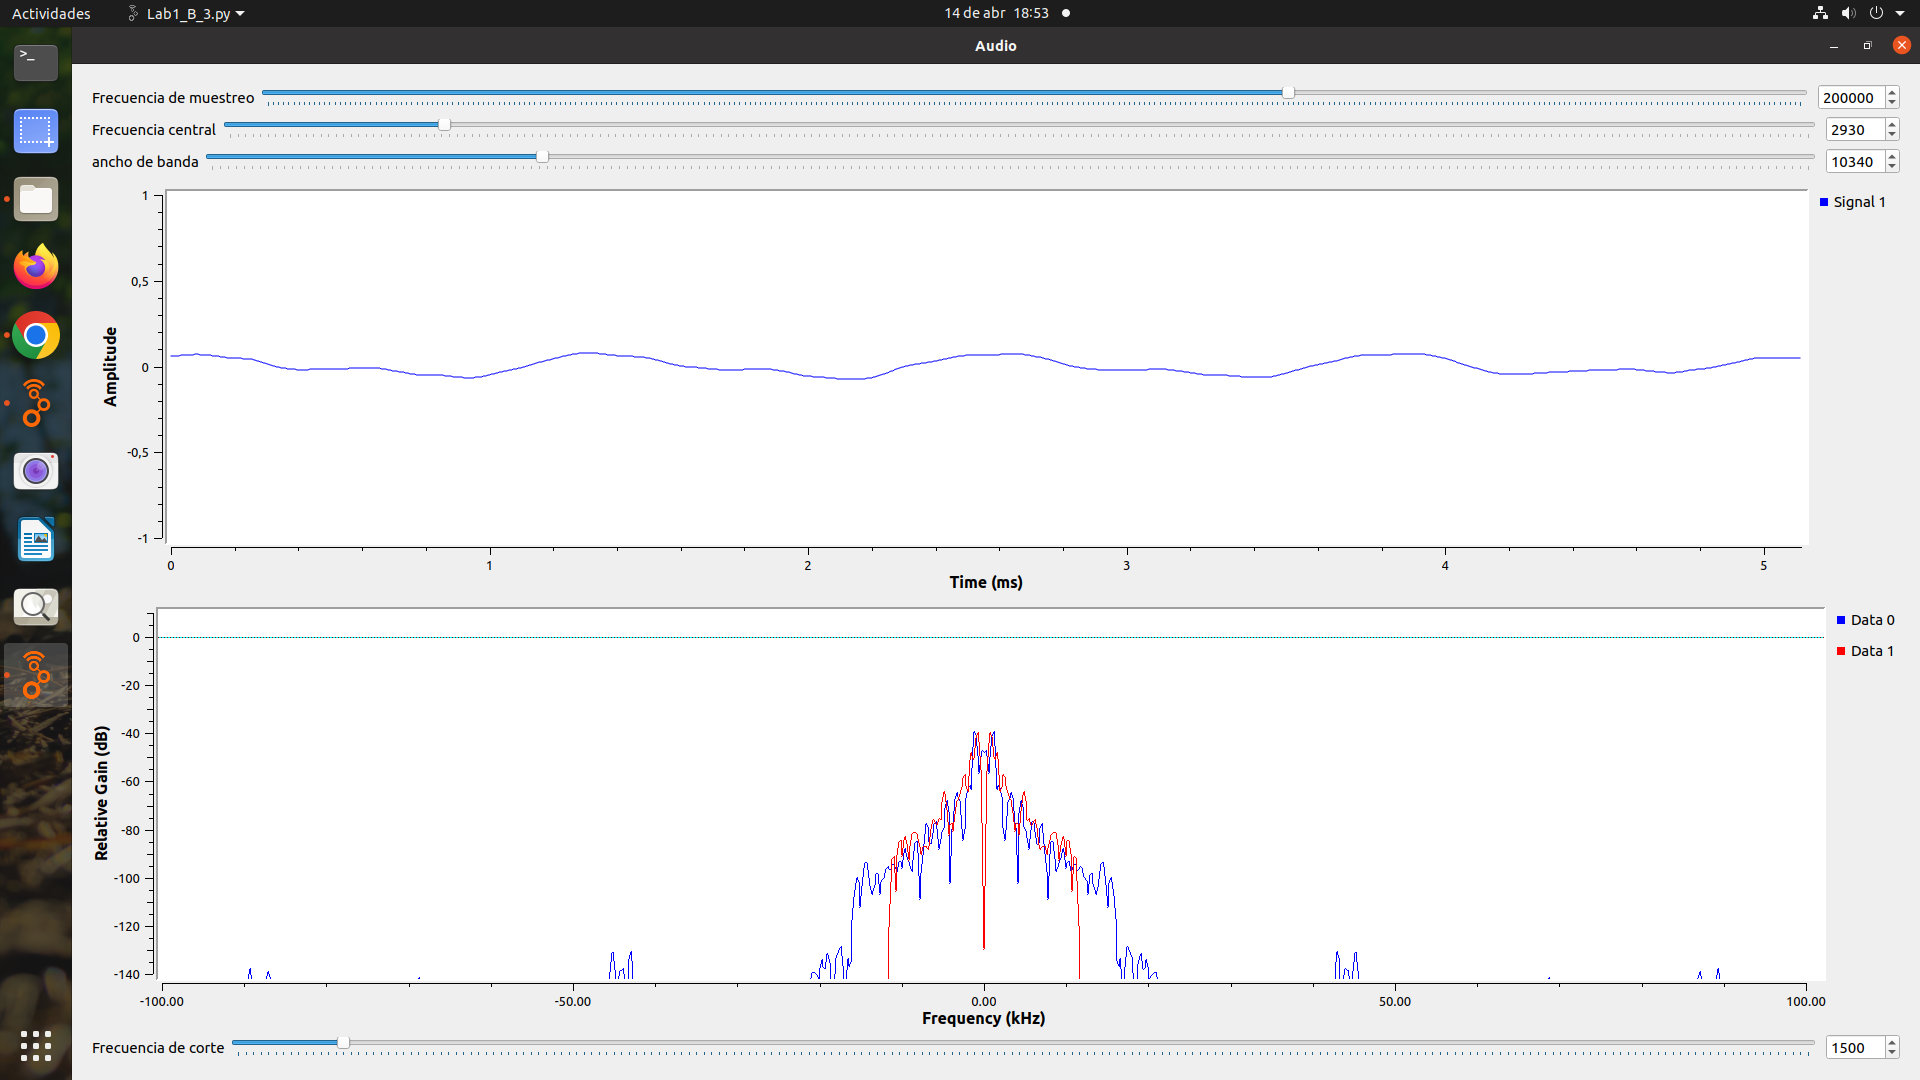 Actividades Lab1_B_3.py 14 de abr 18:53
Audio
Frecuencia de muestreo 200000
Frecuencia central 2930
ancho de banda 10340
Signal 1
1
0,5
0
-0,5
-1
Amplitude
0 1 2 3 4 5
Time (ms)
Data 0
Data 1
0
-20
-40
-60
-80
-100
-120
-140
Relative Gain (dB)
-100.00 -50.00 0.00 50.00 100.00
Frequency (kHz)
Frecuencia de corte 1500